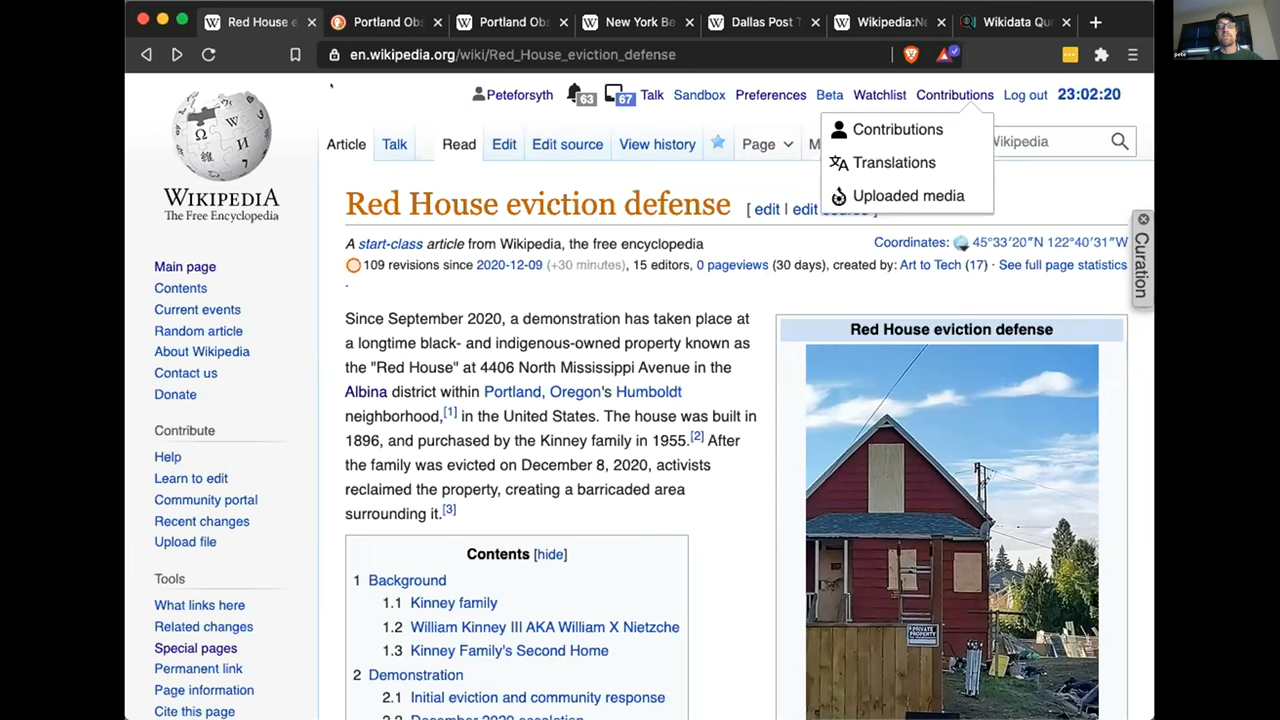 Red House e
Portland Obs
Portland Obs
New York Be
Dallas Post T
Wikipedia:Ne
Wikidata Qu
en.wikipedia.org/wiki/Red_House_eviction_defense
Peteforsyth 63 67 Talk Sandbox Preferences Beta Watchlist Contributions Log out 23:02:20
Contributions
Translations
Uploaded media
Article Talk Read Edit Edit source View history Page M
Wikipedia
WIKIPEDIA
The Free Encyclopedia
Main page
Contents
Current events
Random article
About Wikipedia
Contact us
Donate
Contribute
Help
Learn to edit
Community portal
Recent changes
Upload file
Tools
What links here
Related changes
Special pages
Permanent link
Page information
Cite this page
Red House eviction defense [ edit | edit source ]
A start-class article from Wikipedia, the free encyclopedia
Coordinates: 45°33′20″N 122°40′31″W
109 revisions since 2020-12-09 (+30 minutes), 15 editors, 0 pageviews (30 days), created by: Art to Tech (17) · See full page statistics
.
Curation
Since September 2020, a demonstration has taken place at
a longtime black- and indigenous-owned property known as
the "Red House" at 4406 North Mississippi Avenue in the
Albina district within Portland, Oregon's Humboldt
neighborhood,[1] in the United States. The house was built in
1896, and purchased by the Kinney family in 1955.[2] After
the family was evicted on December 8, 2020, activists
reclaimed the property, creating a barricaded area
surrounding it.[3]
Contents [hide]
1 Background
1.1 Kinney family
1.2 William Kinney III AKA William X Nietzche
1.3 Kinney Family's Second Home
2 Demonstration
2.1 Initial eviction and community response
2.2 December 2020 escalation
Red House eviction defense
PRIVATE
PROPERTY
pete